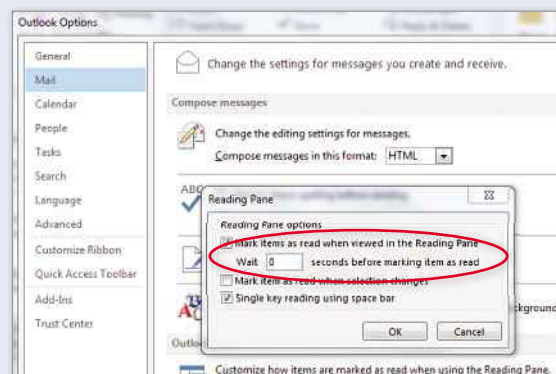 Outlook Options
General
Mail
Calendar
People
Tasks
Search
Language
Advanced
Customize Ribbon
Quick Access Toolbar
Add-Ins
Trust Center
Change the settings for messages you create and receive.
Compose messages
Change the editing settings for messages.
Compose messages in this format: HTML
ABC
Reading Pane
Reading Pane options
Mark items as read when viewed in the Reading Pane
Wait 0 seconds before marking item as read
Mark item as read when selection changes
Single key reading using space bar
OK Cancel
Customize how items are marked as read when using the Reading Pane.